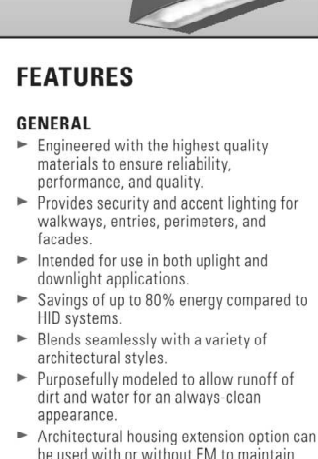 FEATURES
GENERAL
► Engineered with the highest quality
materials to ensure reliability,
performance, and quality.
► Provides security and accent lighting for
walkways, entries, perimeters, and
facades.
► Intended for use in both uplight and
downlight applications.
► Savings of up to 80% energy compared to
HID systems.
► Blends seamlessly with a variety of
architectural styles.
► Purposefully modeled to allow runoff of
dirt and water for an always-clean
appearance.
► Architectural housing extension option can
be used with or without EM to maintain